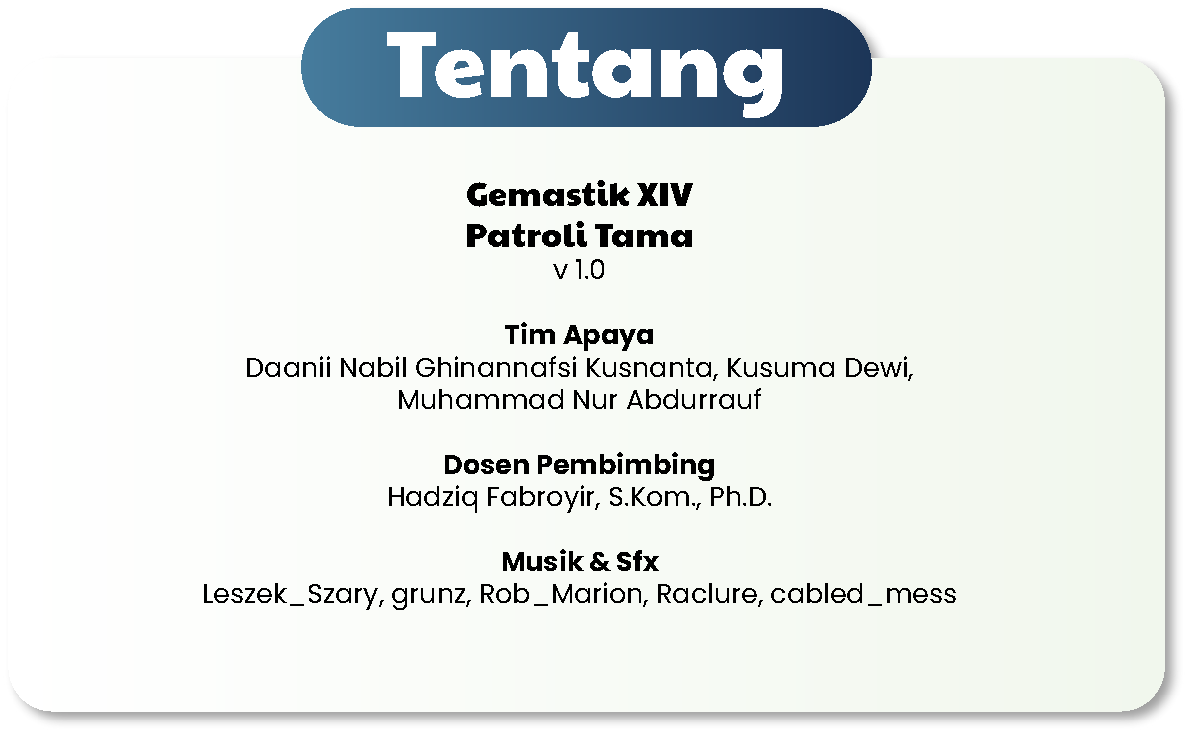 Tentang
Gemastik XIV
Patroli Tama
v 1.0
Tim Apaya
Daanii Nabil Ghinannafsi Kusnanta, Kusuma Dewi,
Muhammad Nur Abdurrauf
Dosen Pembimbing
Hadziq Fabroyir, S.Kom., Ph.D.
Musik & Sfx
Leszek_Szary, grunz, Rob_Marion, Raclure, cabled_mess